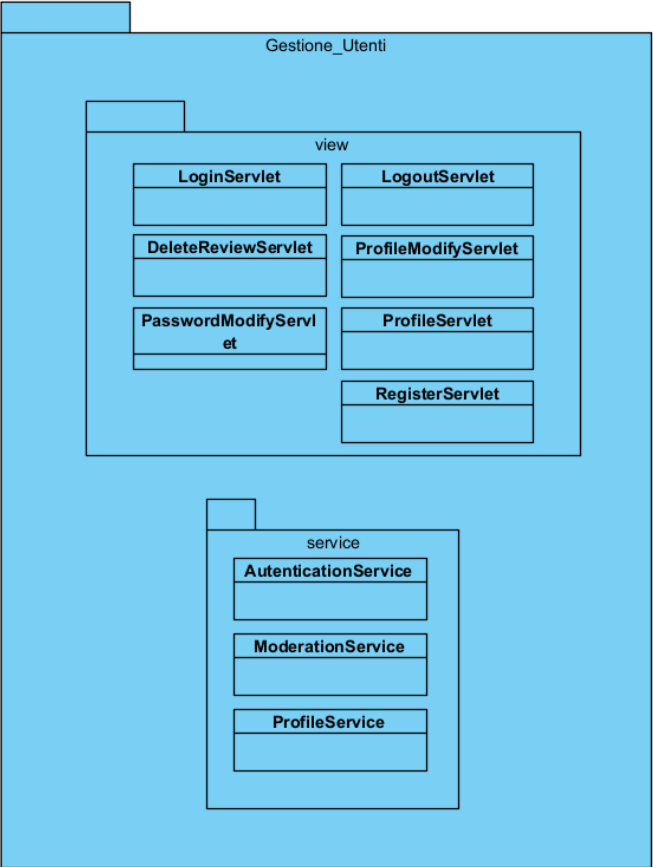 Gestione_Utenti
view
LoginServlet
LogoutServlet
DeleteReviewServlet
ProfileModifyServlet
PasswordModifyServl
et
ProfileServlet
RegisterServlet
service
AutenticationService
ModerationService
ProfileService